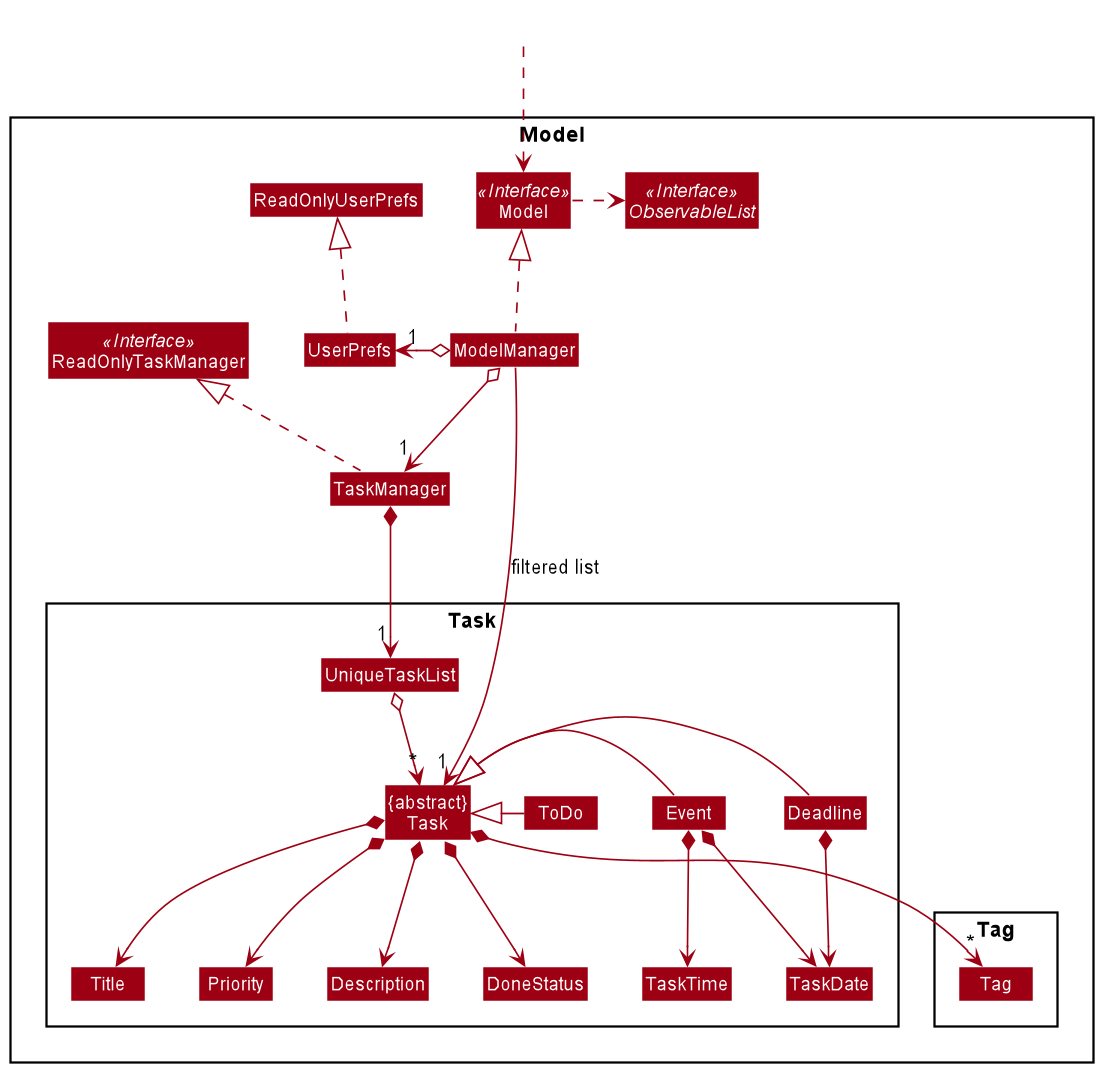 Model
«Interface»
Model
«Interface»
ObservableList
ReadOnlyUserPrefs
«Interface»
ReadOnlyTaskManager
UserPrefs
1
ModelManager
1
TaskManager
filtered list
Task
1
UniqueTaskList
*
1
{abstract}
Task
ToDo
Event
Deadline
Tag
*
Title
Priority
Description
DoneStatus
TaskTime
TaskDate
Tag